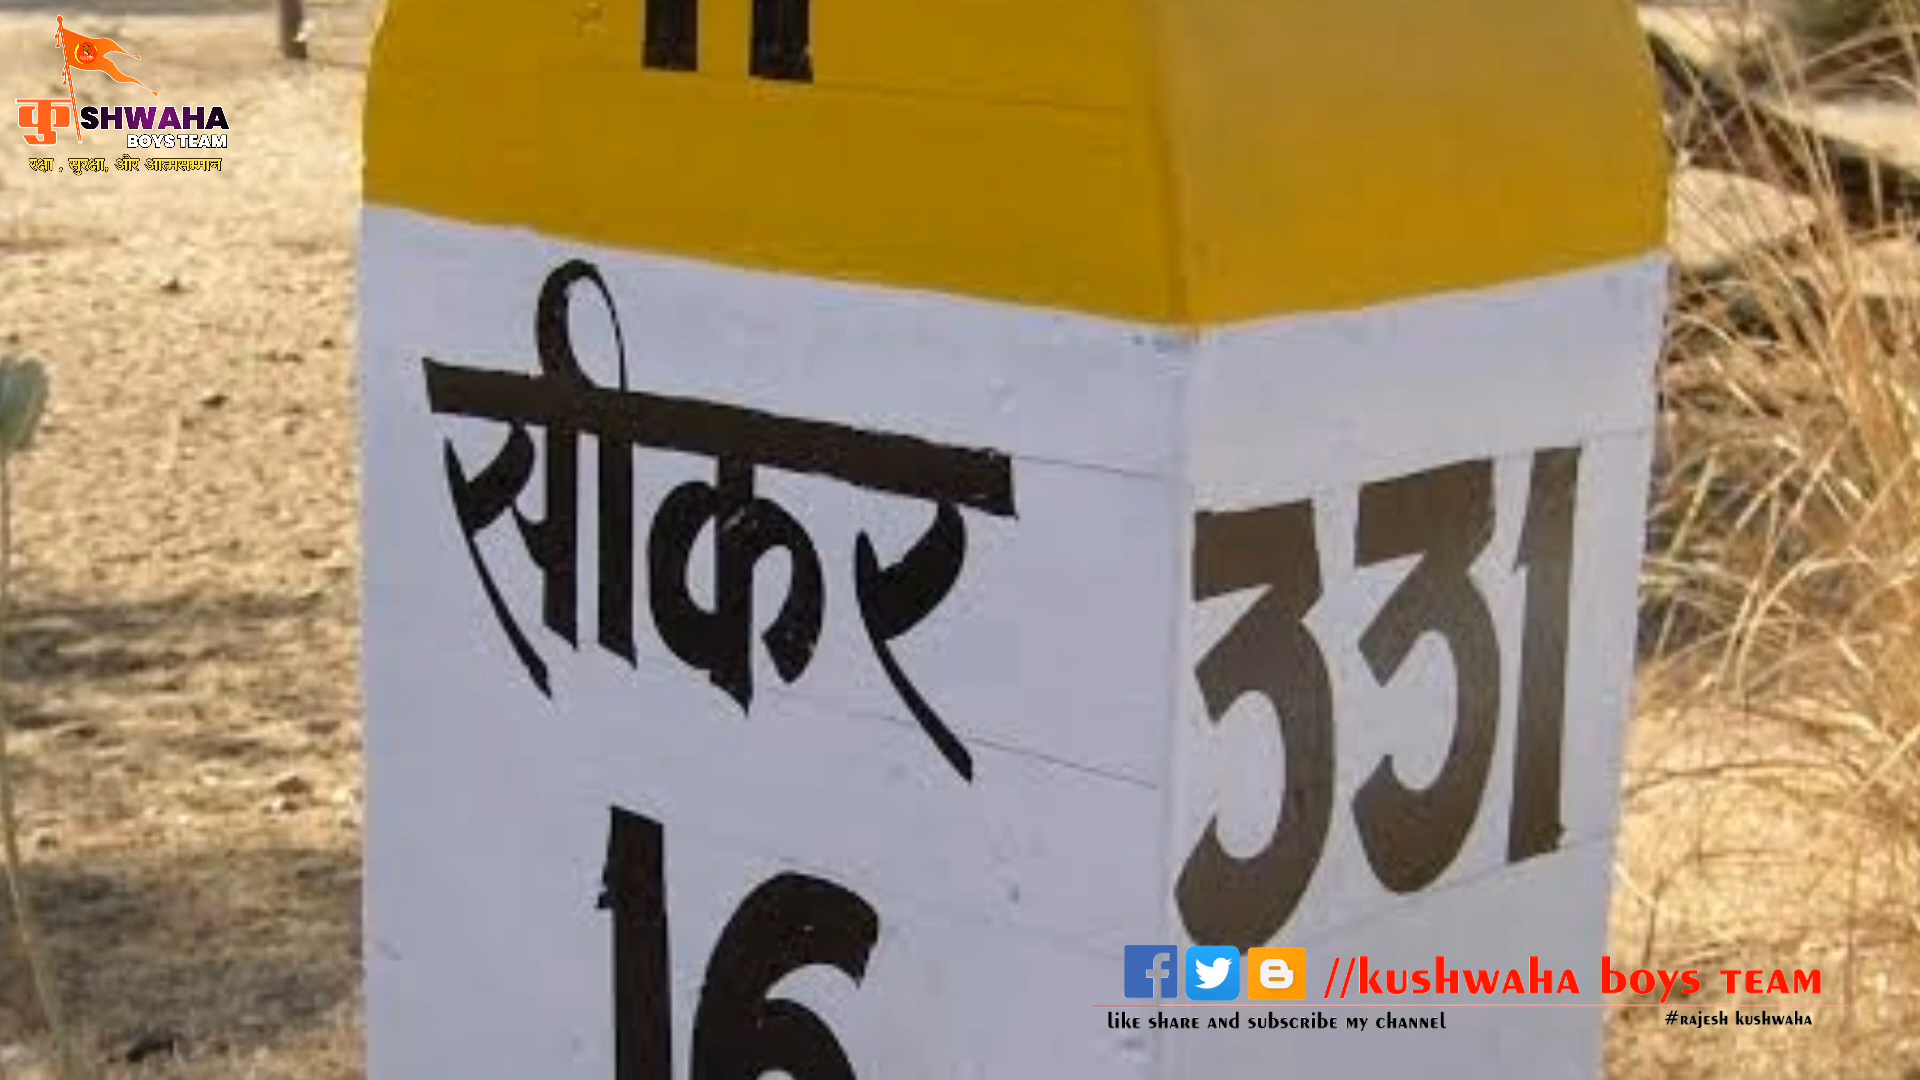 कुSHWAHA
BOYS TEAM
रक्षा , सुरक्षा, और आत्मसम्मान
11
सीकर
331
16
//kushwaha boys team
like share and subscribe my channel
#rajesh kushwaha